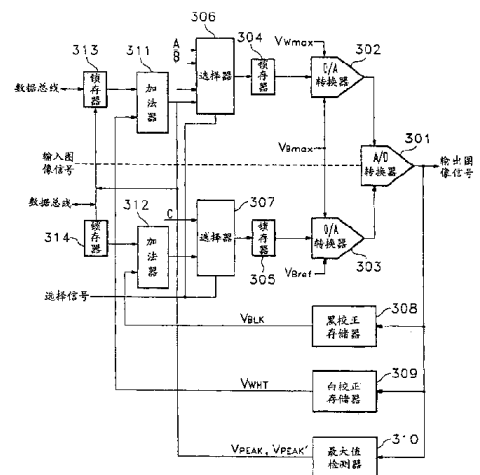 306
A
B
313
311
304
VWmax
302
数据总线
锁存器
加法器
选择器
锁存器
D/A
转换器
301
输入图
像信号
VBmax
A/D
转换器
输出图
像信号
数据总线
312
C
307
314
锁存器
加法器
选择器
锁存器
D/A
转换器
303
305
VBref
选择信号
308
VBLK
黑校正
存储器
309
VWHT
白校正
存储器
310
VPEAK, VPEAK'
最大值
检测器